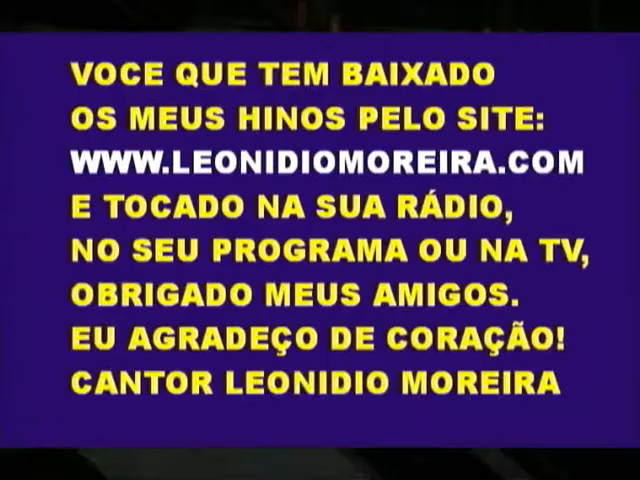 VOCE QUE TEM BAIXADO
OS MEUS HINOS PELO SITE:
WWW.LEONIDIOMOREIRA.COM
E TOCADO NA SUA RÁDIO,
NO SEU PROGRAMA OU NA TV,
OBRIGADO MEUS AMIGOS.
EU AGRADEÇO DE CORAÇÃO!
CANTOR LEONIDIO MOREIRA